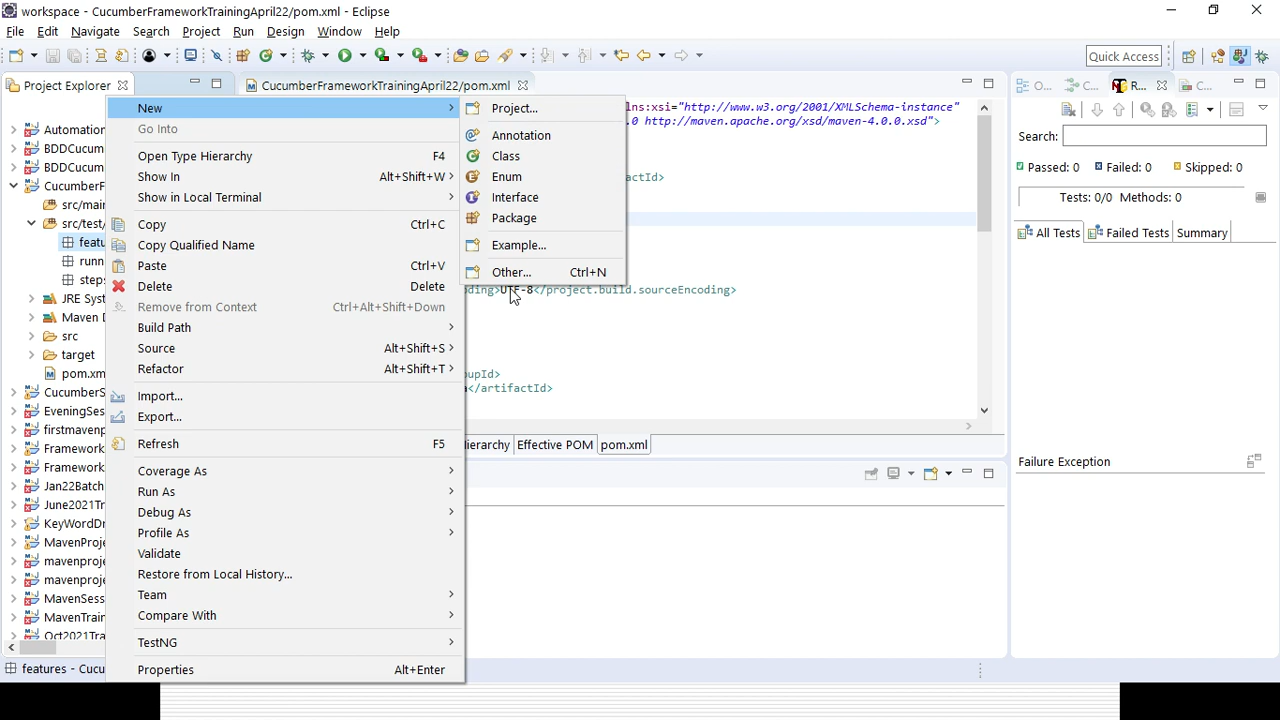 workspace - CucumberFrameworkTrainingApril22/pom.xml - Eclipse
File Edit Navigate Search Project Run Design Window Help
Quick Access
Project Explorer
CucumberFrameworkTrainingApril22/pom.xml
O...
C...
R...
C...
Automation
BDDCucum
BDDCucum
CucumberF
src/main
src/test/
featu
runn
steps
JRE Syst
Maven D
src
target
pom.xm
CucumberS
EveningSes
firstmavenp
Framework
Framework
Jan22Batch
June2021Tr
KeyWordDr
MavenProje
mavenproje
mavenproje
MavenSess
MavenTrain
Oct2021Tra
New
Go Into
Open Type Hierarchy F4
Show In Alt+Shift+W
Show in Local Terminal
Copy Ctrl+C
Copy Qualified Name
Paste Ctrl+V
Delete Delete
Remove from Context Ctrl+Alt+Shift+Down
Build Path
Source Alt+Shift+S
Refactor Alt+Shift+T
Import...
Export...
Refresh F5
Coverage As
Run As
Debug As
Profile As
Validate
Restore from Local History...
Team
Compare With
TestNG
Properties Alt+Enter
Project...
Annotation
Class
Enum
Interface
Package
Example...
Other... Ctrl+N
lns:xsi="http://www.w3.org/2001/XMLSchema-instance"
.0 http://maven.apache.org/xsd/maven-4.0.0.xsd">
actId>
oding>UTF-8</project.build.sourceEncoding>
upId>
a</artifactId>
ierarchy Effective POM pom.xml
Search:
Passed: 0 Failed: 0 Skipped: 0
Tests: 0/0 Methods: 0
All Tests Failed Tests Summary
Failure Exception
features - Cucu